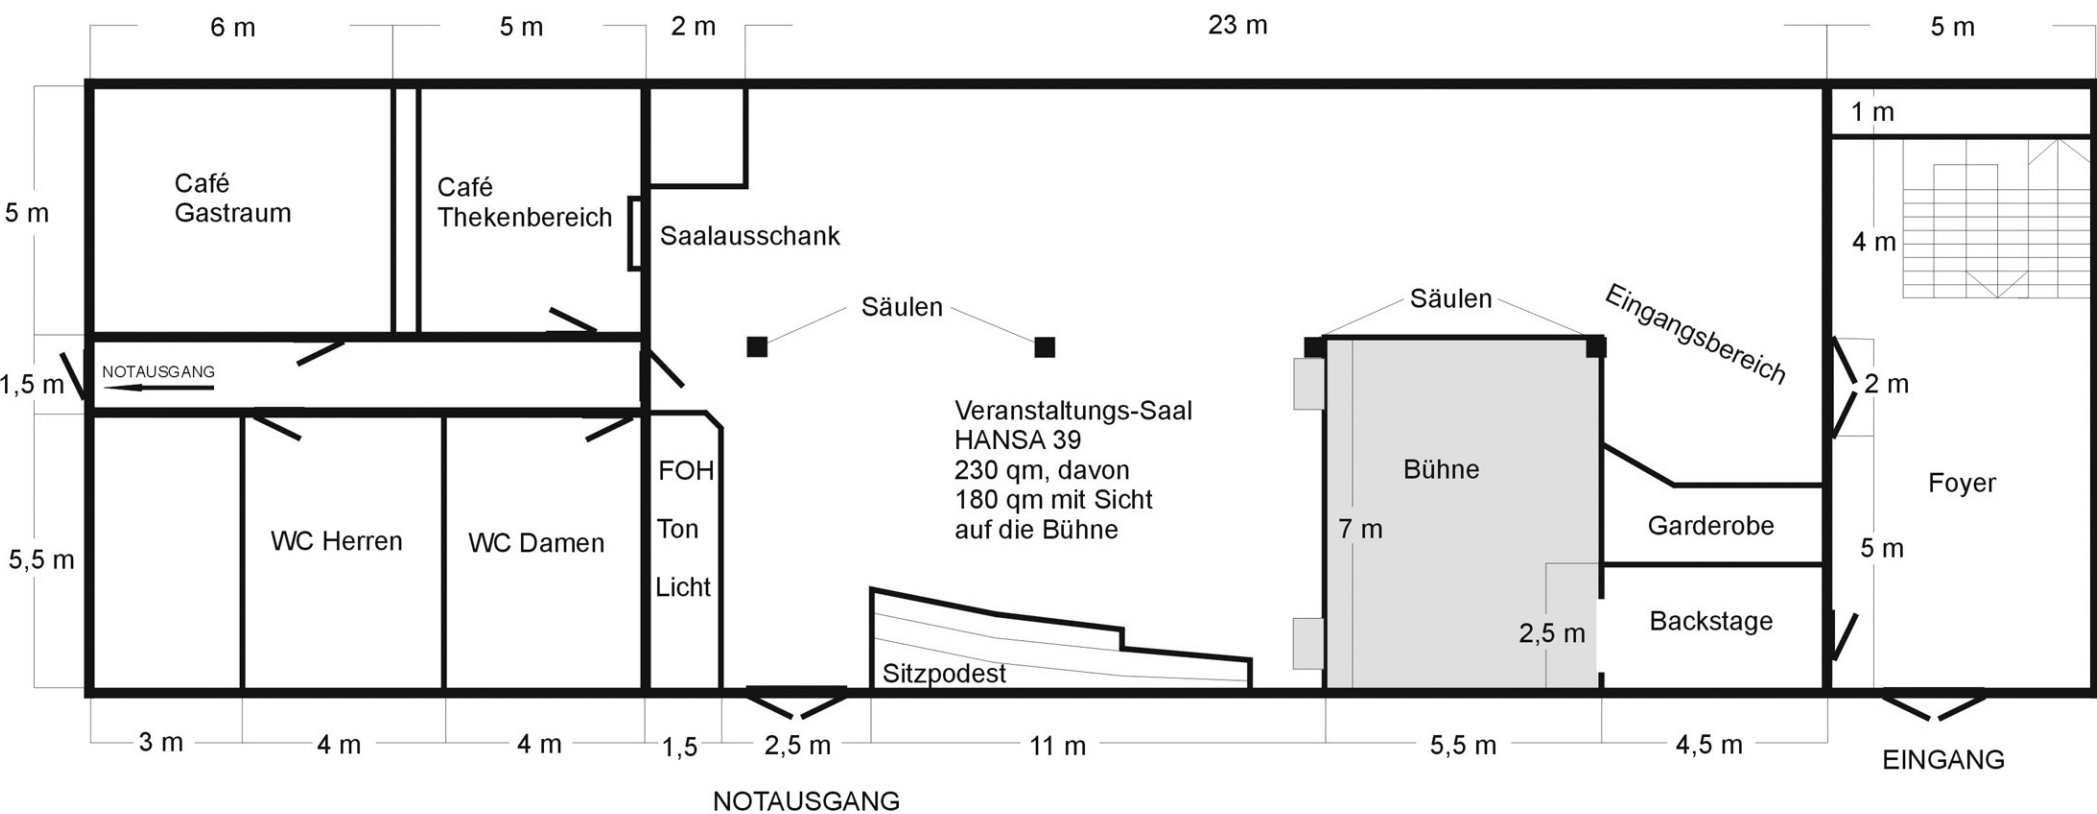 6 m
5 m
2 m
23 m
5 m
1 m
Café
Gastraum
Café
Thekenbereich
5 m
Saalausschank
4 m
Säulen
Säulen
Eingangsbereich
NOTAUSGANG
1,5 m
2 m
Veranstaltungs-Saal
HANSA 39
230 qm, davon
180 qm mit Sicht
auf die Bühne
FOH
Ton
Licht
Bühne
Foyer
7 m
Garderobe
5 m
WC Herren
WC Damen
5,5 m
Backstage
2,5 m
Sitzpodest
3 m
4 m
4 m
1,5
2,5 m
11 m
5,5 m
4,5 m
EINGANG
NOTAUSGANG